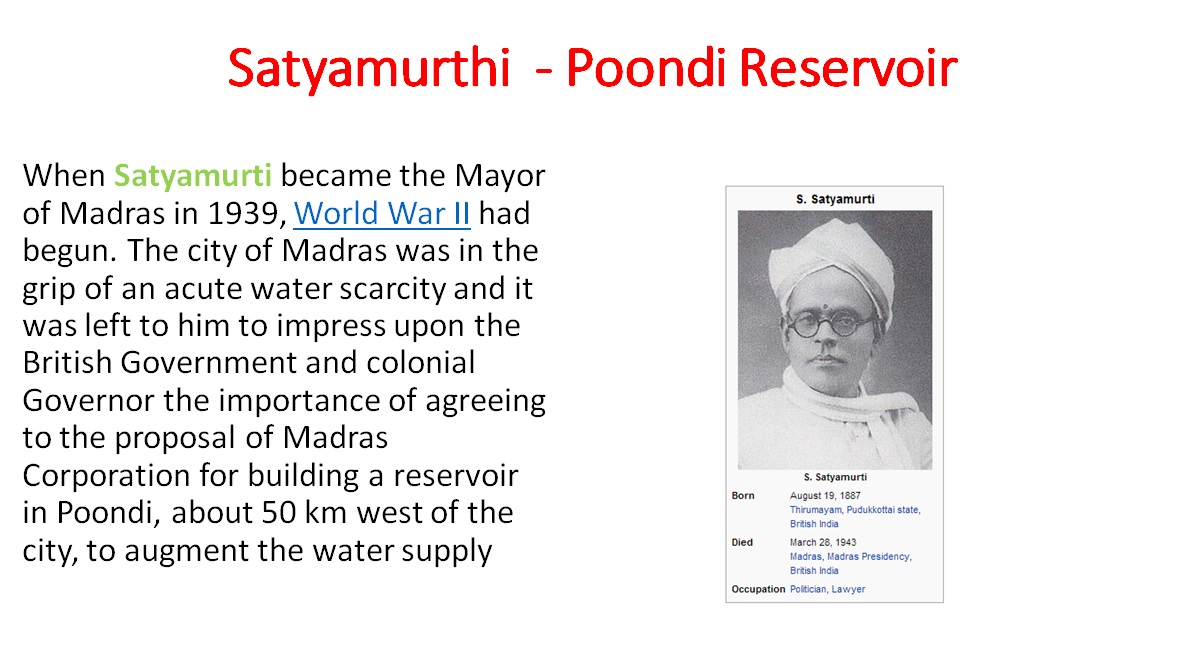 Satyamurthi  - Poondi Reservoir
When Satyamurti became the Mayor
of Madras in 1939, World War II had
begun. The city of Madras was in the
grip of an acute water scarcity and it
was left to him to impress upon the
British Government and colonial
Governor the importance of agreeing
to the proposal of Madras
Corporation for building a reservoir
in Poondi, about 50 km west of the
city, to augment the water supply
S. Satyamurti
S. Satyamurti
Born August 19, 1887
Thirumayam, Pudukkottai state,
British India
Died March 28, 1943
Madras, Madras Presidency,
British India
Occupation Politician, Lawyer